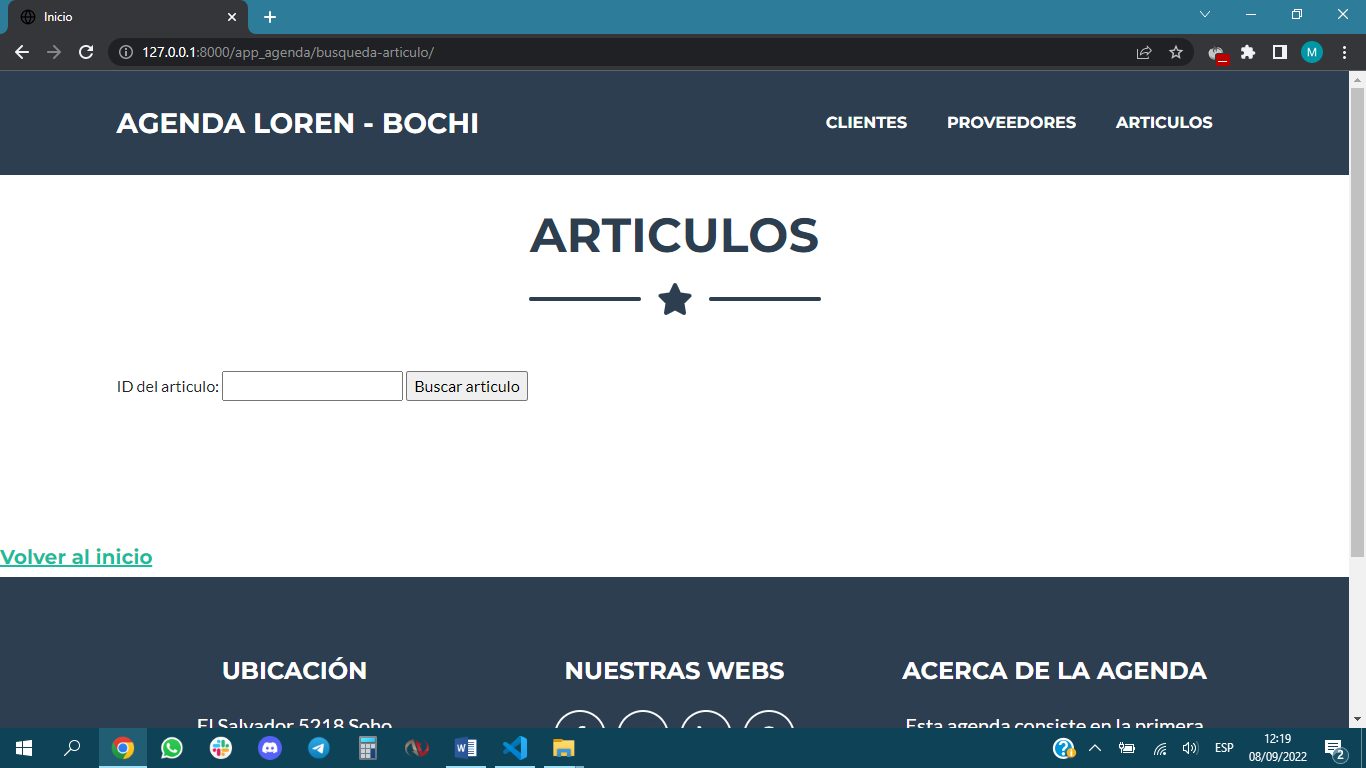 Inicio
127.0.0.1:8000/app_agenda/busqueda-articulo/
M
AGENDA LOREN - BOCHI
CLIENTES PROVEEDORES ARTICULOS
ARTICULOS
ID del articulo: Buscar articulo
Volver al inicio
UBICACIÓN NUESTRAS WEBS ACERCA DE LA AGENDA
El Salvador 5218 Soho Esta agenda consiste en la primera
ESP
12:19
08/09/2022
2